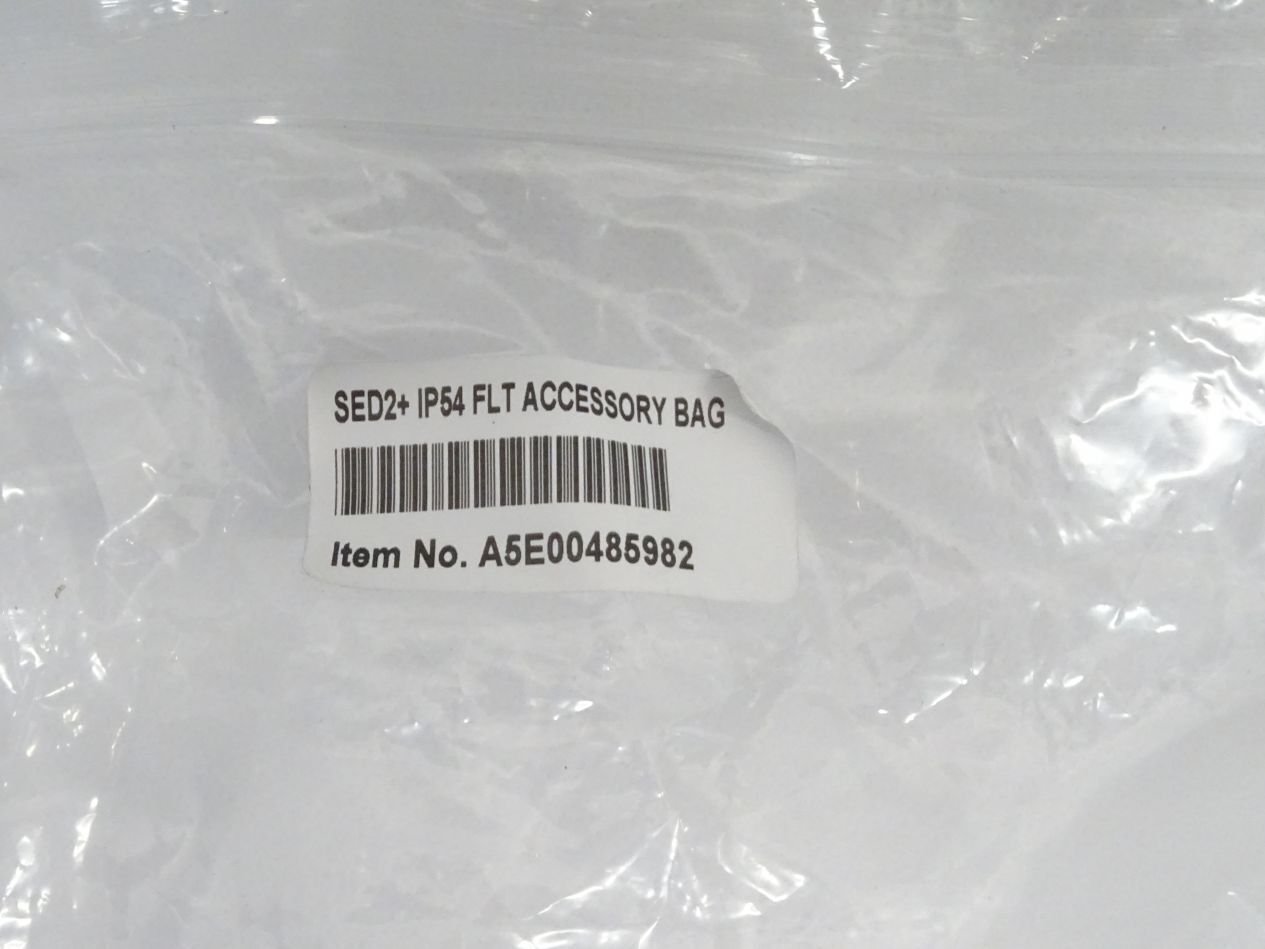 SED2+ IP54 FLT ACCESSORY BAG
Item No. A5E00485982